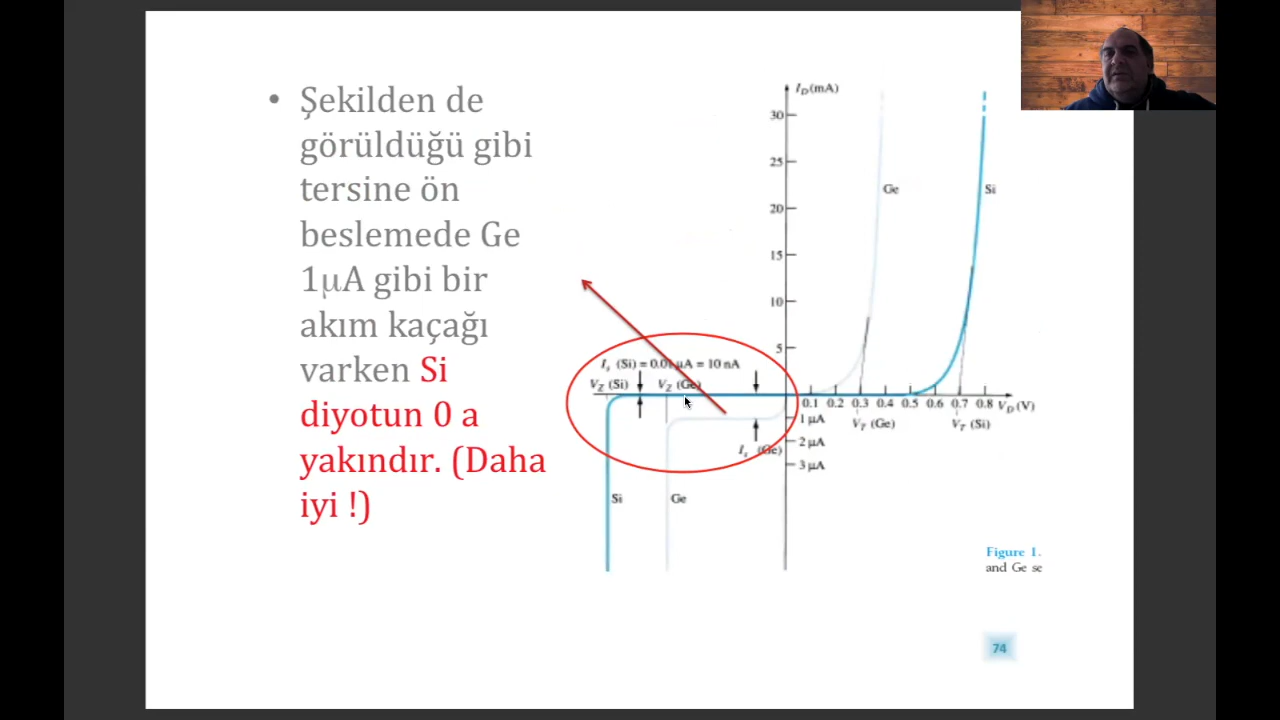 • Şekilden de
görüldüğü gibi
tersine ön
beslemede Ge
1µA gibi bir
akım kaçağı
varken Si
diyotun 0 a
yakındır. (Daha
iyi !)
I_D (mA)
30
25
20
15
10
5
Ge
Si
I_s (Si) = 0.01 µA = 10 nA
V_Z (Si)
V_Z (Ge)
0.1 0.2 0.3 0.4 0.5 0.6 0.7 0.8 V_D (V)
1 µA
V_T (Ge)
V_T (Si)
2 µA
I_s (Ge)
3 µA
Si
Ge
Figure 1.
and Ge se
74